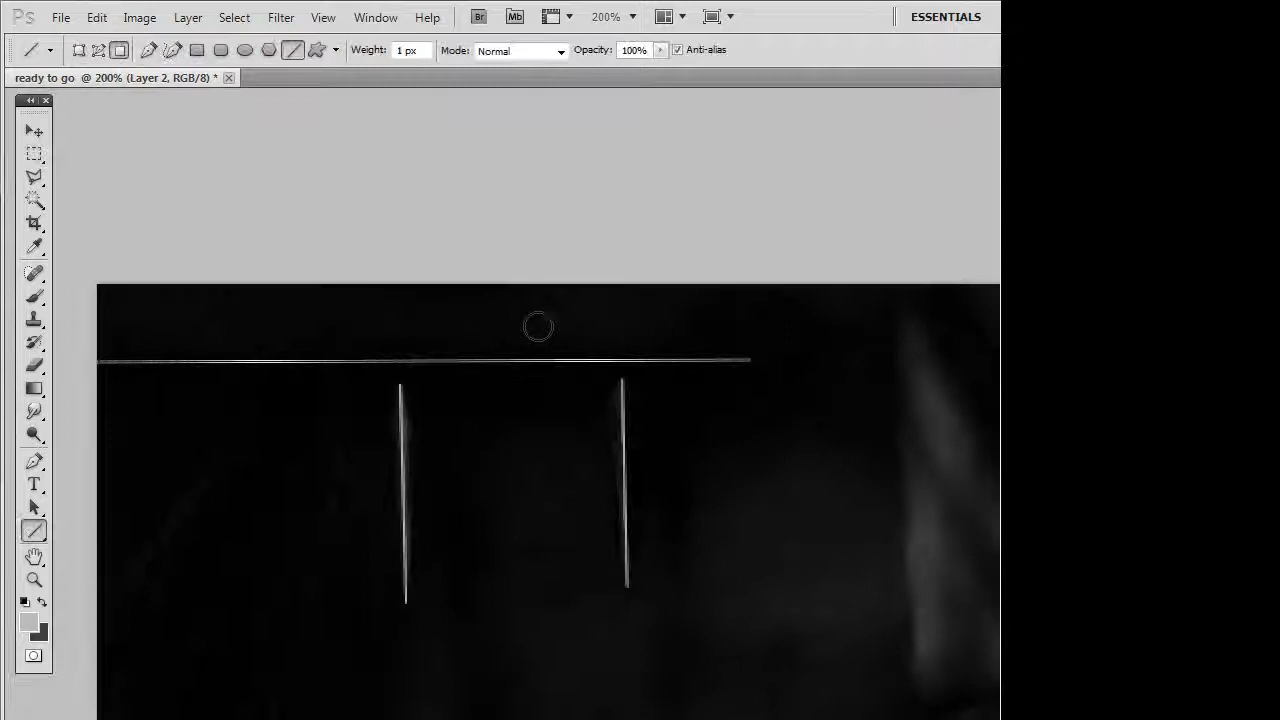 Ps File Edit Image Layer Select Filter View Window Help Br Mb 200% ESSENTIALS
Weight: 1 px Mode: Normal Opacity: 100% Anti-alias
ready to go @ 200% (Layer 2, RGB/8) *
T